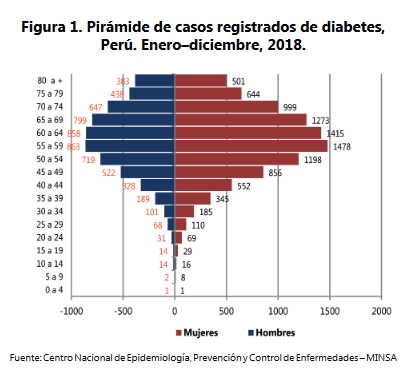 Figura 1. Pirámide de casos registrados de diabetes,
Perú. Enero–diciembre, 2018.
80 a + 383 501
75 a 79 438 644
70 a 74 647 999
65 a 69 799 1273
60 a 64 858 1415
55 a 59 863 1478
50 a 54 719 1198
45 a 49 522 856
40 a 44 328 552
35 a 39 189 345
30 a 34 101 185
25 a 29 68 110
20 a 24 31 69
15 a 19 14 29
10 a 14 14 16
5 a 9 2 8
0 a 4 1 1
-1000 -500 0 500 1000 1500 2000
Mujeres Hombres
Fuente: Centro Nacional de Epidemiología, Prevención y Control de Enfermedades – MINSA